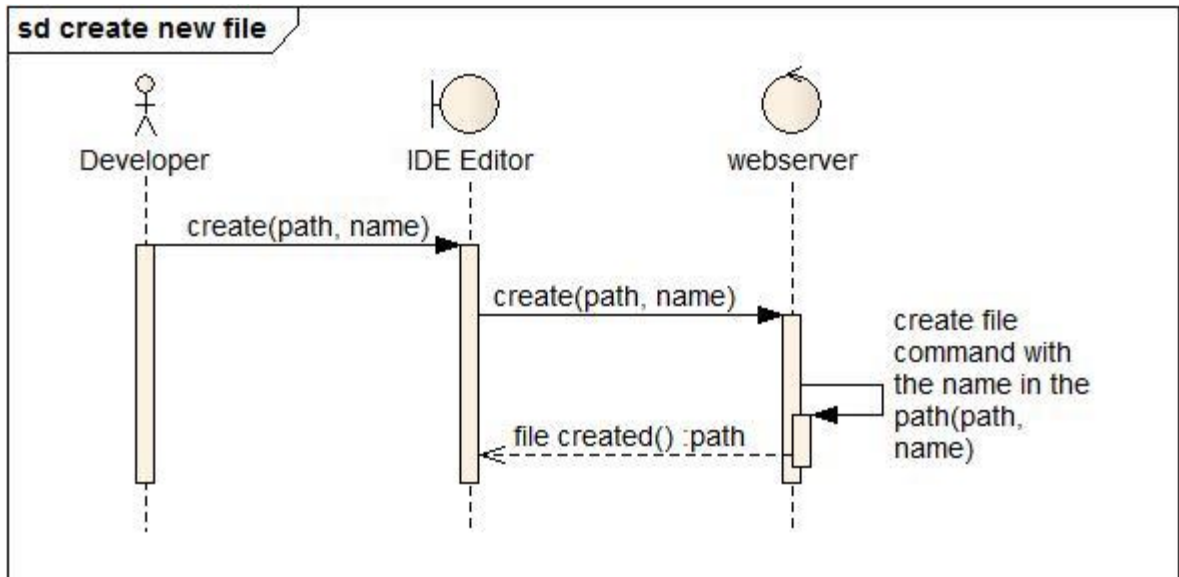 sd create new file
Developer
IDE Editor
webserver
create(path, name)
create(path, name)
create file
command with
the name in the
path(path,
name)
file created() :path